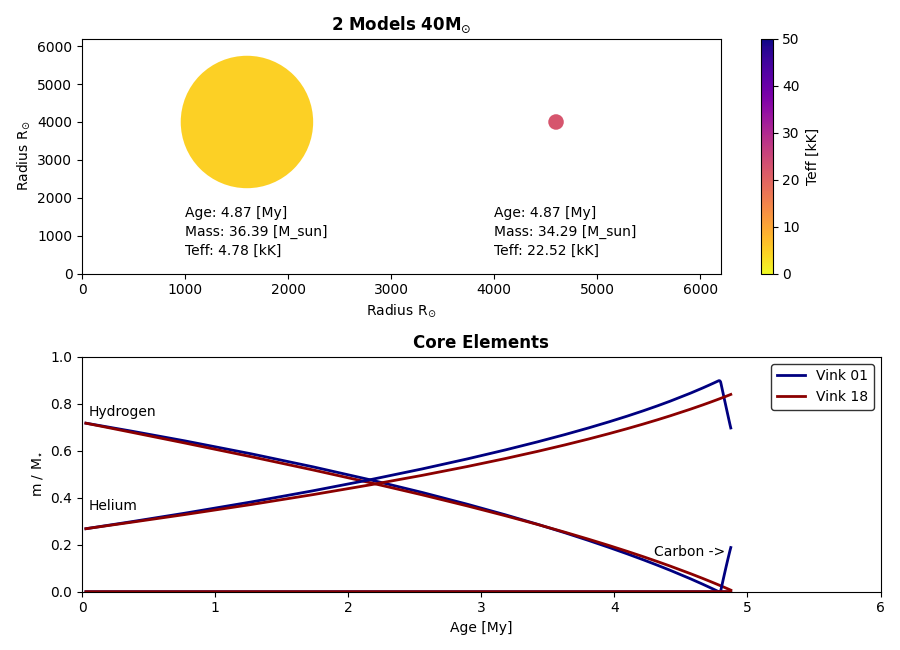 2 Models 40M☉
6000
5000
4000
3000
2000
1000
0
Radius R☉
Age: 4.87 [My]
Mass: 36.39 [M_sun]
Teff: 4.78 [kK]
Age: 4.87 [My]
Mass: 34.29 [M_sun]
Teff: 22.52 [kK]
0 1000 2000 3000 4000 5000 6000
Radius R☉
50
40
30
20
10
0
Teff [kK]
Core Elements
1.0
0.8
0.6
0.4
0.2
0.0
m / M⋆
Hydrogen
Helium
Carbon ->
Vink 01
Vink 18
0 1 2 3 4 5 6
Age [My]